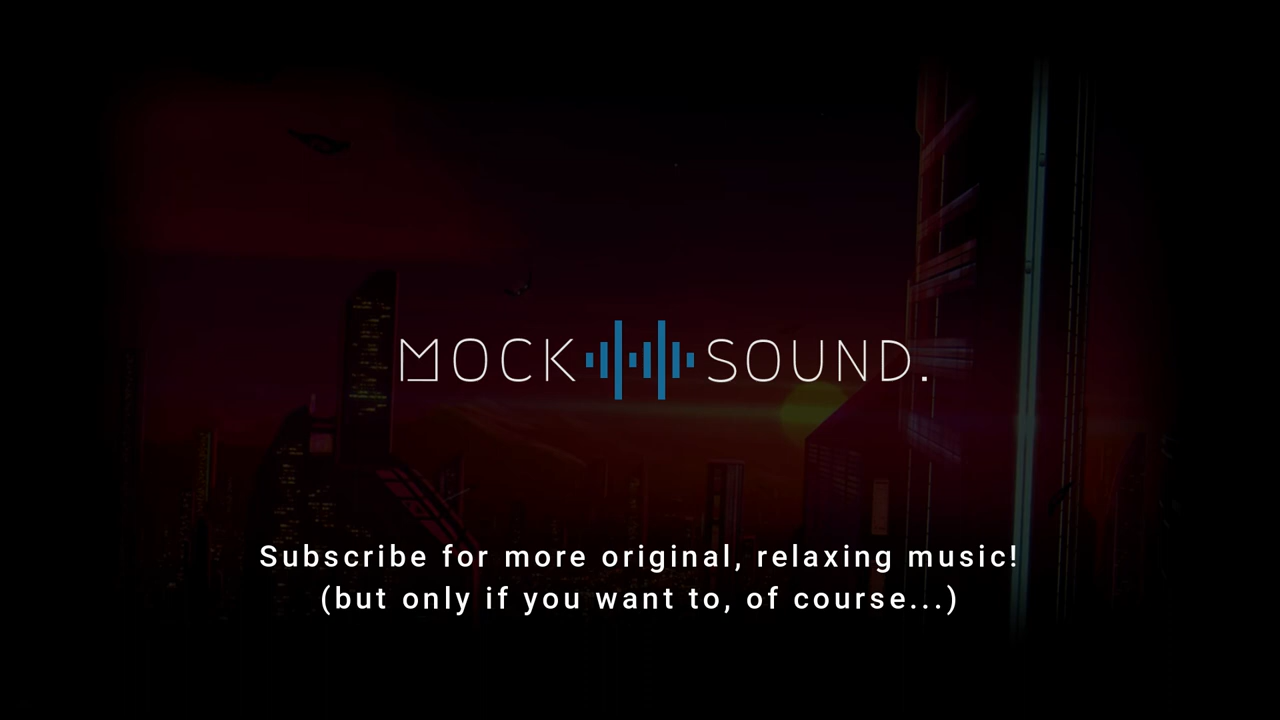 MOCK SOUND.
Subscribe for more original, relaxing music!
(but only if you want to, of course...)